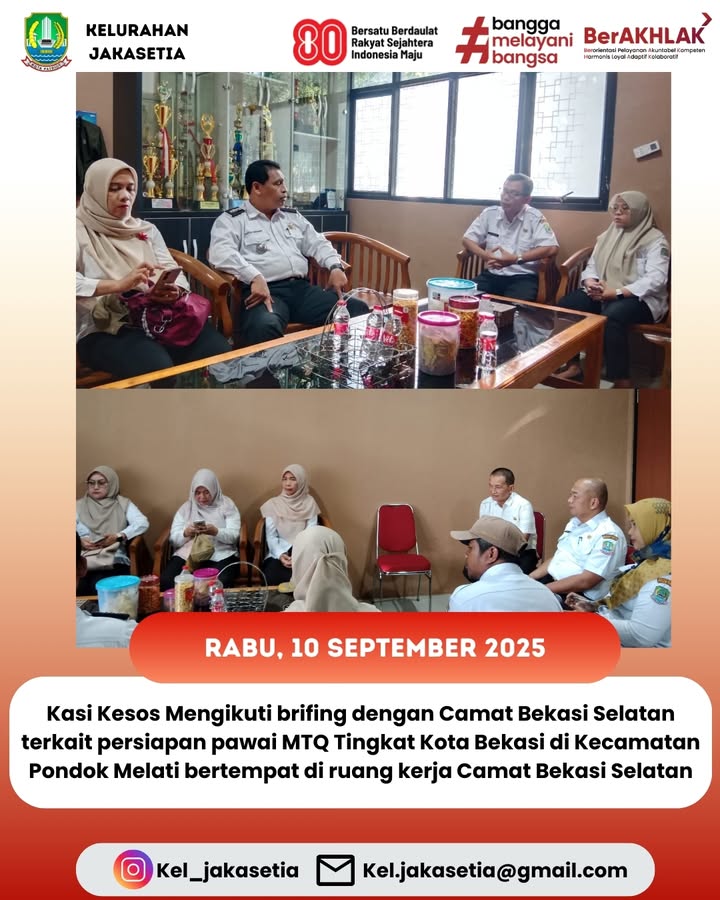 KELURAHAN
JAKASETIA
80
Bersatu Berdaulat
Rakyat Sejahtera
Indonesia Maju
#bangga
melayani
bangsa
BerAKHLAK
Berorientasi Pelayanan Akuntabel Kompeten
Harmonis Loyal Adaptif Kolaboratif
RABU, 10 SEPTEMBER 2025
Kasi Kesos Mengikuti brifing dengan Camat Bekasi Selatan
terkait persiapan pawai MTQ Tingkat Kota Bekasi di Kecamatan
Pondok Melati bertempat di ruang kerja Camat Bekasi Selatan
Kel_jakasetia
Kel.jakasetia@gmail.com